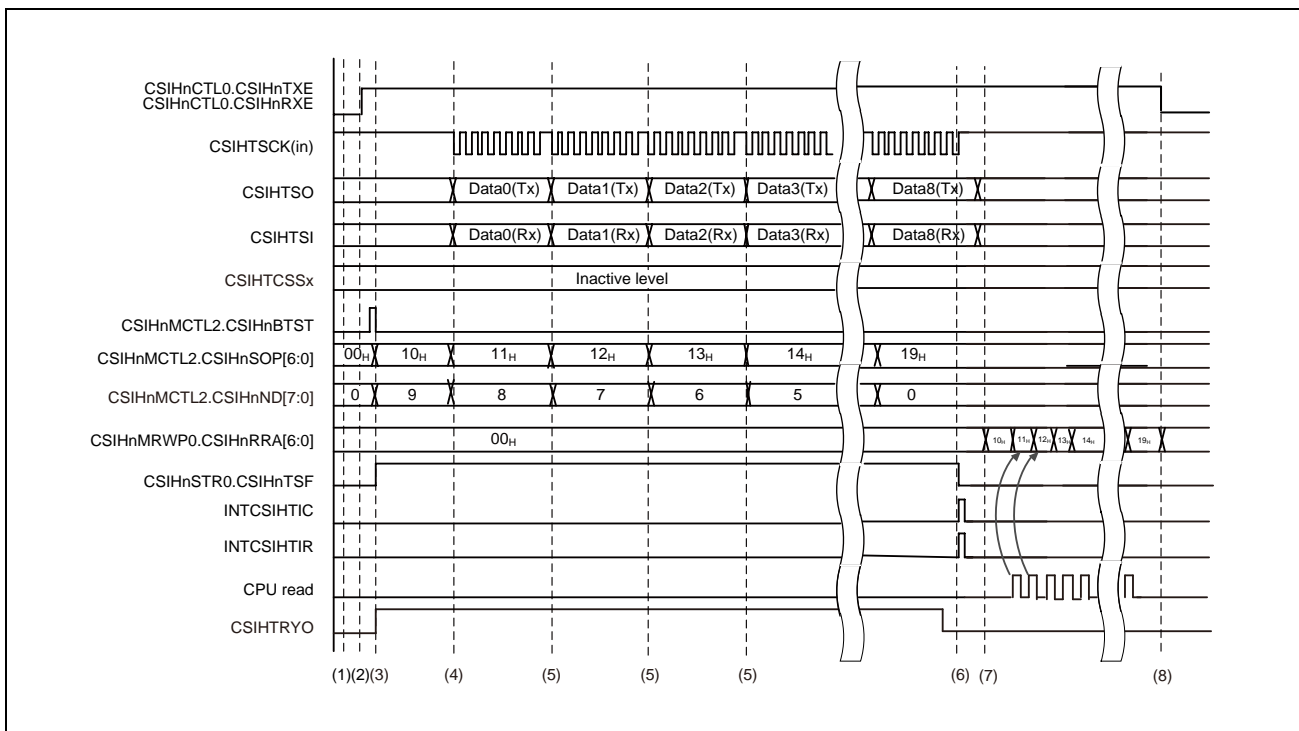 CSIHnCTL0.CSIHnTXE
CSIHnCTL0.CSIHnRXE
CSIHTSCK(in)
CSIHTSO Data0(Tx) Data1(Tx) Data2(Tx) Data3(Tx) Data8(Tx)
CSIHTSI Data0(Rx) Data1(Rx) Data2(Rx) Data3(Rx) Data8(Rx)
CSIHTCSSx Inactive level
CSIHnMCTL2.CSIHnBTST
CSIHnMCTL2.CSIHnSOP[6:0] 00H 10H 11H 12H 13H 14H 19H
CSIHnMCTL2.CSIHnND[7:0] 0 9 8 7 6 5 0
CSIHnMRWP0.CSIHnRRA[6:0] 00H 10H 11H 12H 13H 14H 19H
CSIHnSTR0.CSIHnTSF
INTCSIHTIC
INTCSIHTIR
CPU read
CSIHTRYO
(1)(2)(3) (4) (5) (5) (5) (6) (7) (8)